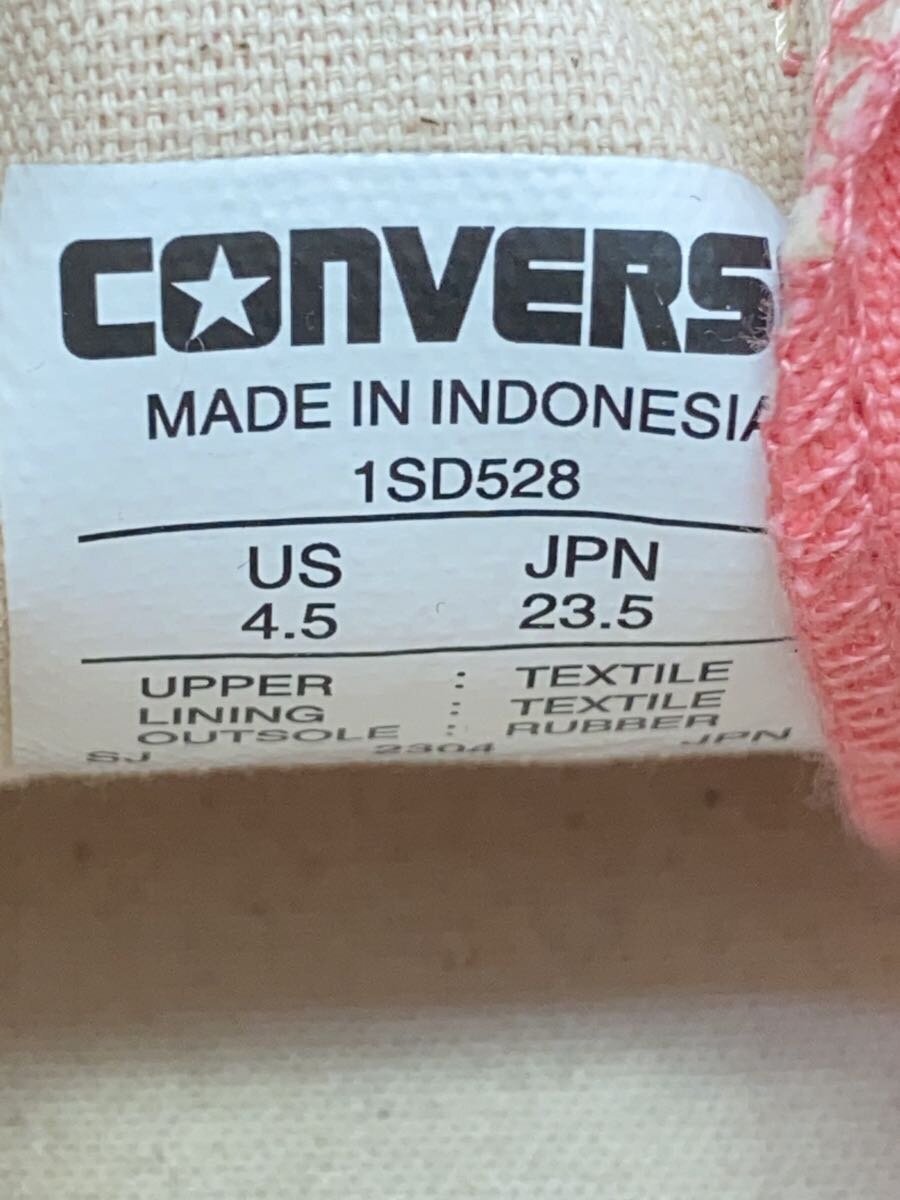 CONVERS
MADE IN INDONESIA
1SD528
US JPN
4.5 23.5
UPPER : TEXTILE
LINING : TEXTILE
OUTSOLE : RUBBER
SJ 2304 JPN